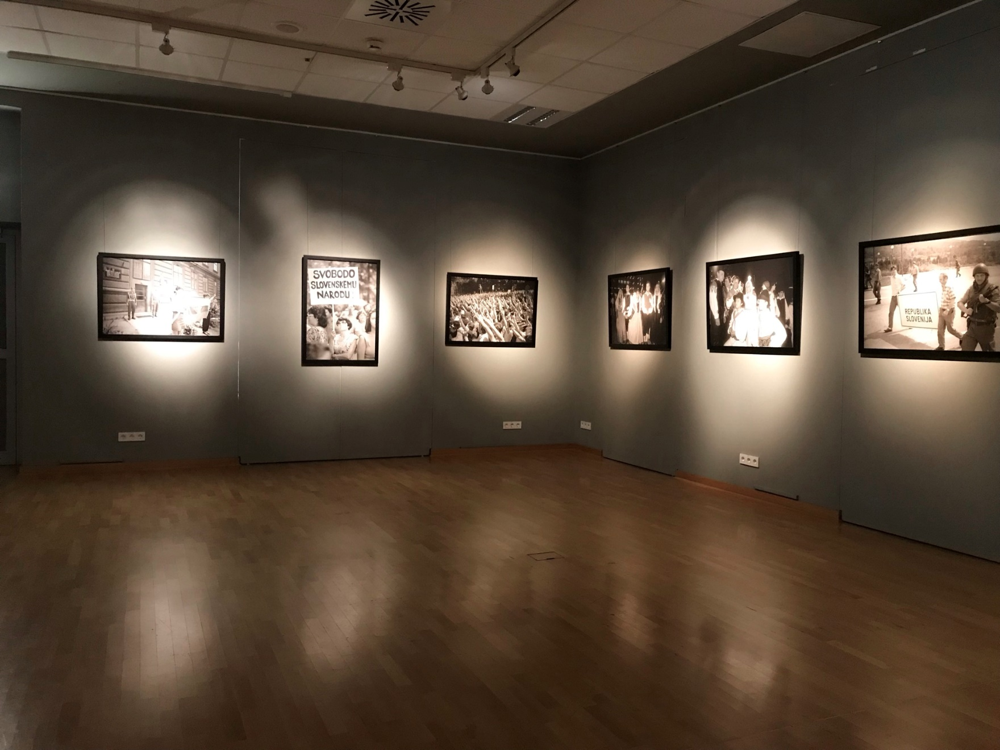 SVOBODO
SLOVENSKEMU
NARODU!
REPUBLIKA
SLOVENIJA